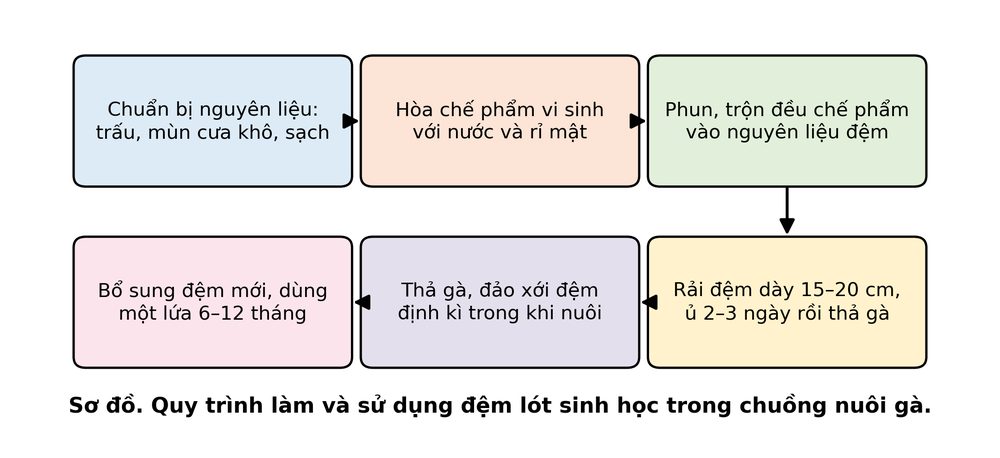 Chuẩn bị nguyên liệu:
trấu, mùn cưa khô, sạch
Hòa chế phẩm vi sinh
với nước và rỉ mật
Phun, trộn đều chế phẩm
vào nguyên liệu đệm
Rải đệm dày 15–20 cm,
ủ 2–3 ngày rồi thả gà
Thả gà, đảo xới đệm
định kì trong khi nuôi
Bổ sung đệm mới, dùng
một lứa 6–12 tháng
Sơ đồ. Quy trình làm và sử dụng đệm lót sinh học trong chuồng nuôi gà.